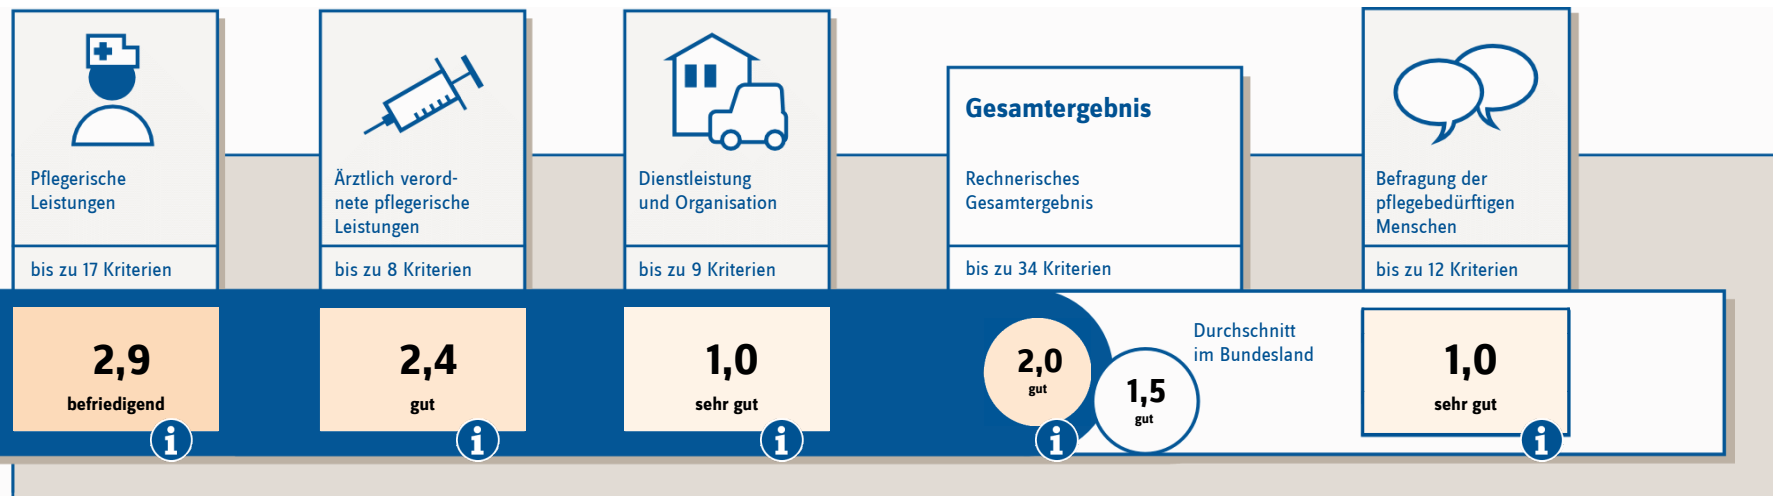 Pflegerische
Leistungen
bis zu 17 Kriterien
2,9
befriedigend
i
Ärztlich verord-
nete pflegerische
Leistungen
bis zu 8 Kriterien
2,4
gut
i
Dienstleistung
und Organisation
bis zu 9 Kriterien
1,0
sehr gut
i
Gesamtergebnis
Rechnerisches
Gesamtergebnis
bis zu 34 Kriterien
2,0
gut
i
Durchschnitt
im Bundesland
1,5
gut
Befragung der
pflegebedürftigen
Menschen
bis zu 12 Kriterien
1,0
sehr gut
i